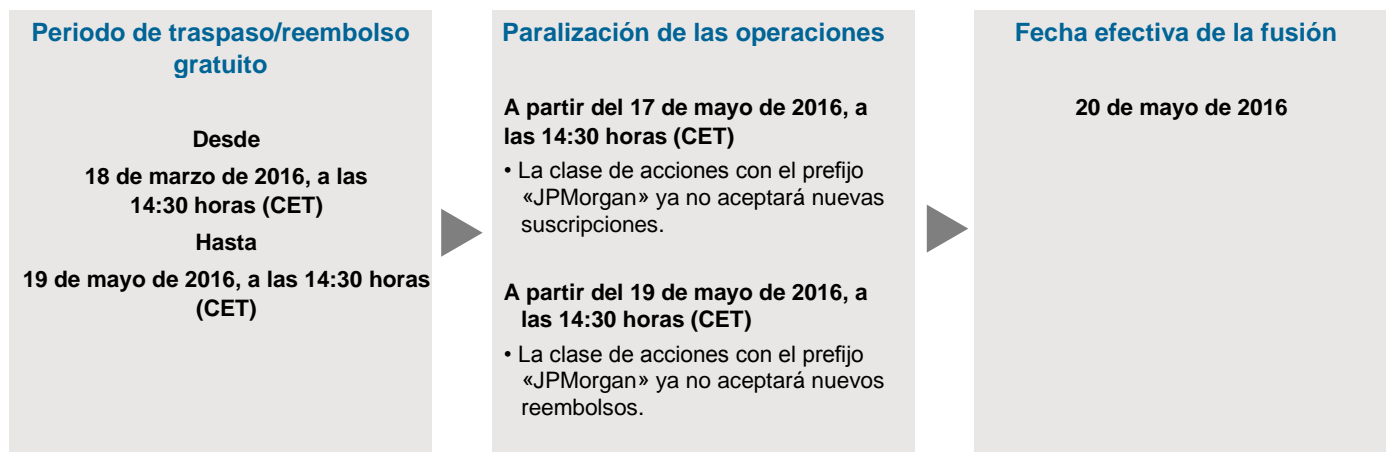 Periodo de traspaso/reembolso
gratuito
Desde
18 de marzo de 2016, a las
14:30 horas (CET)
Hasta
19 de mayo de 2016, a las 14:30 horas
(CET)
Paralización de las operaciones
A partir del 17 de mayo de 2016, a
las 14:30 horas (CET)
• La clase de acciones con el prefijo
«JPMorgan» ya no aceptará nuevas
suscripciones.
A partir del 19 de mayo de 2016, a
las 14:30 horas (CET)
• La clase de acciones con el prefijo
«JPMorgan» ya no aceptará nuevos
reembolsos.
Fecha efectiva de la fusión
20 de mayo de 2016